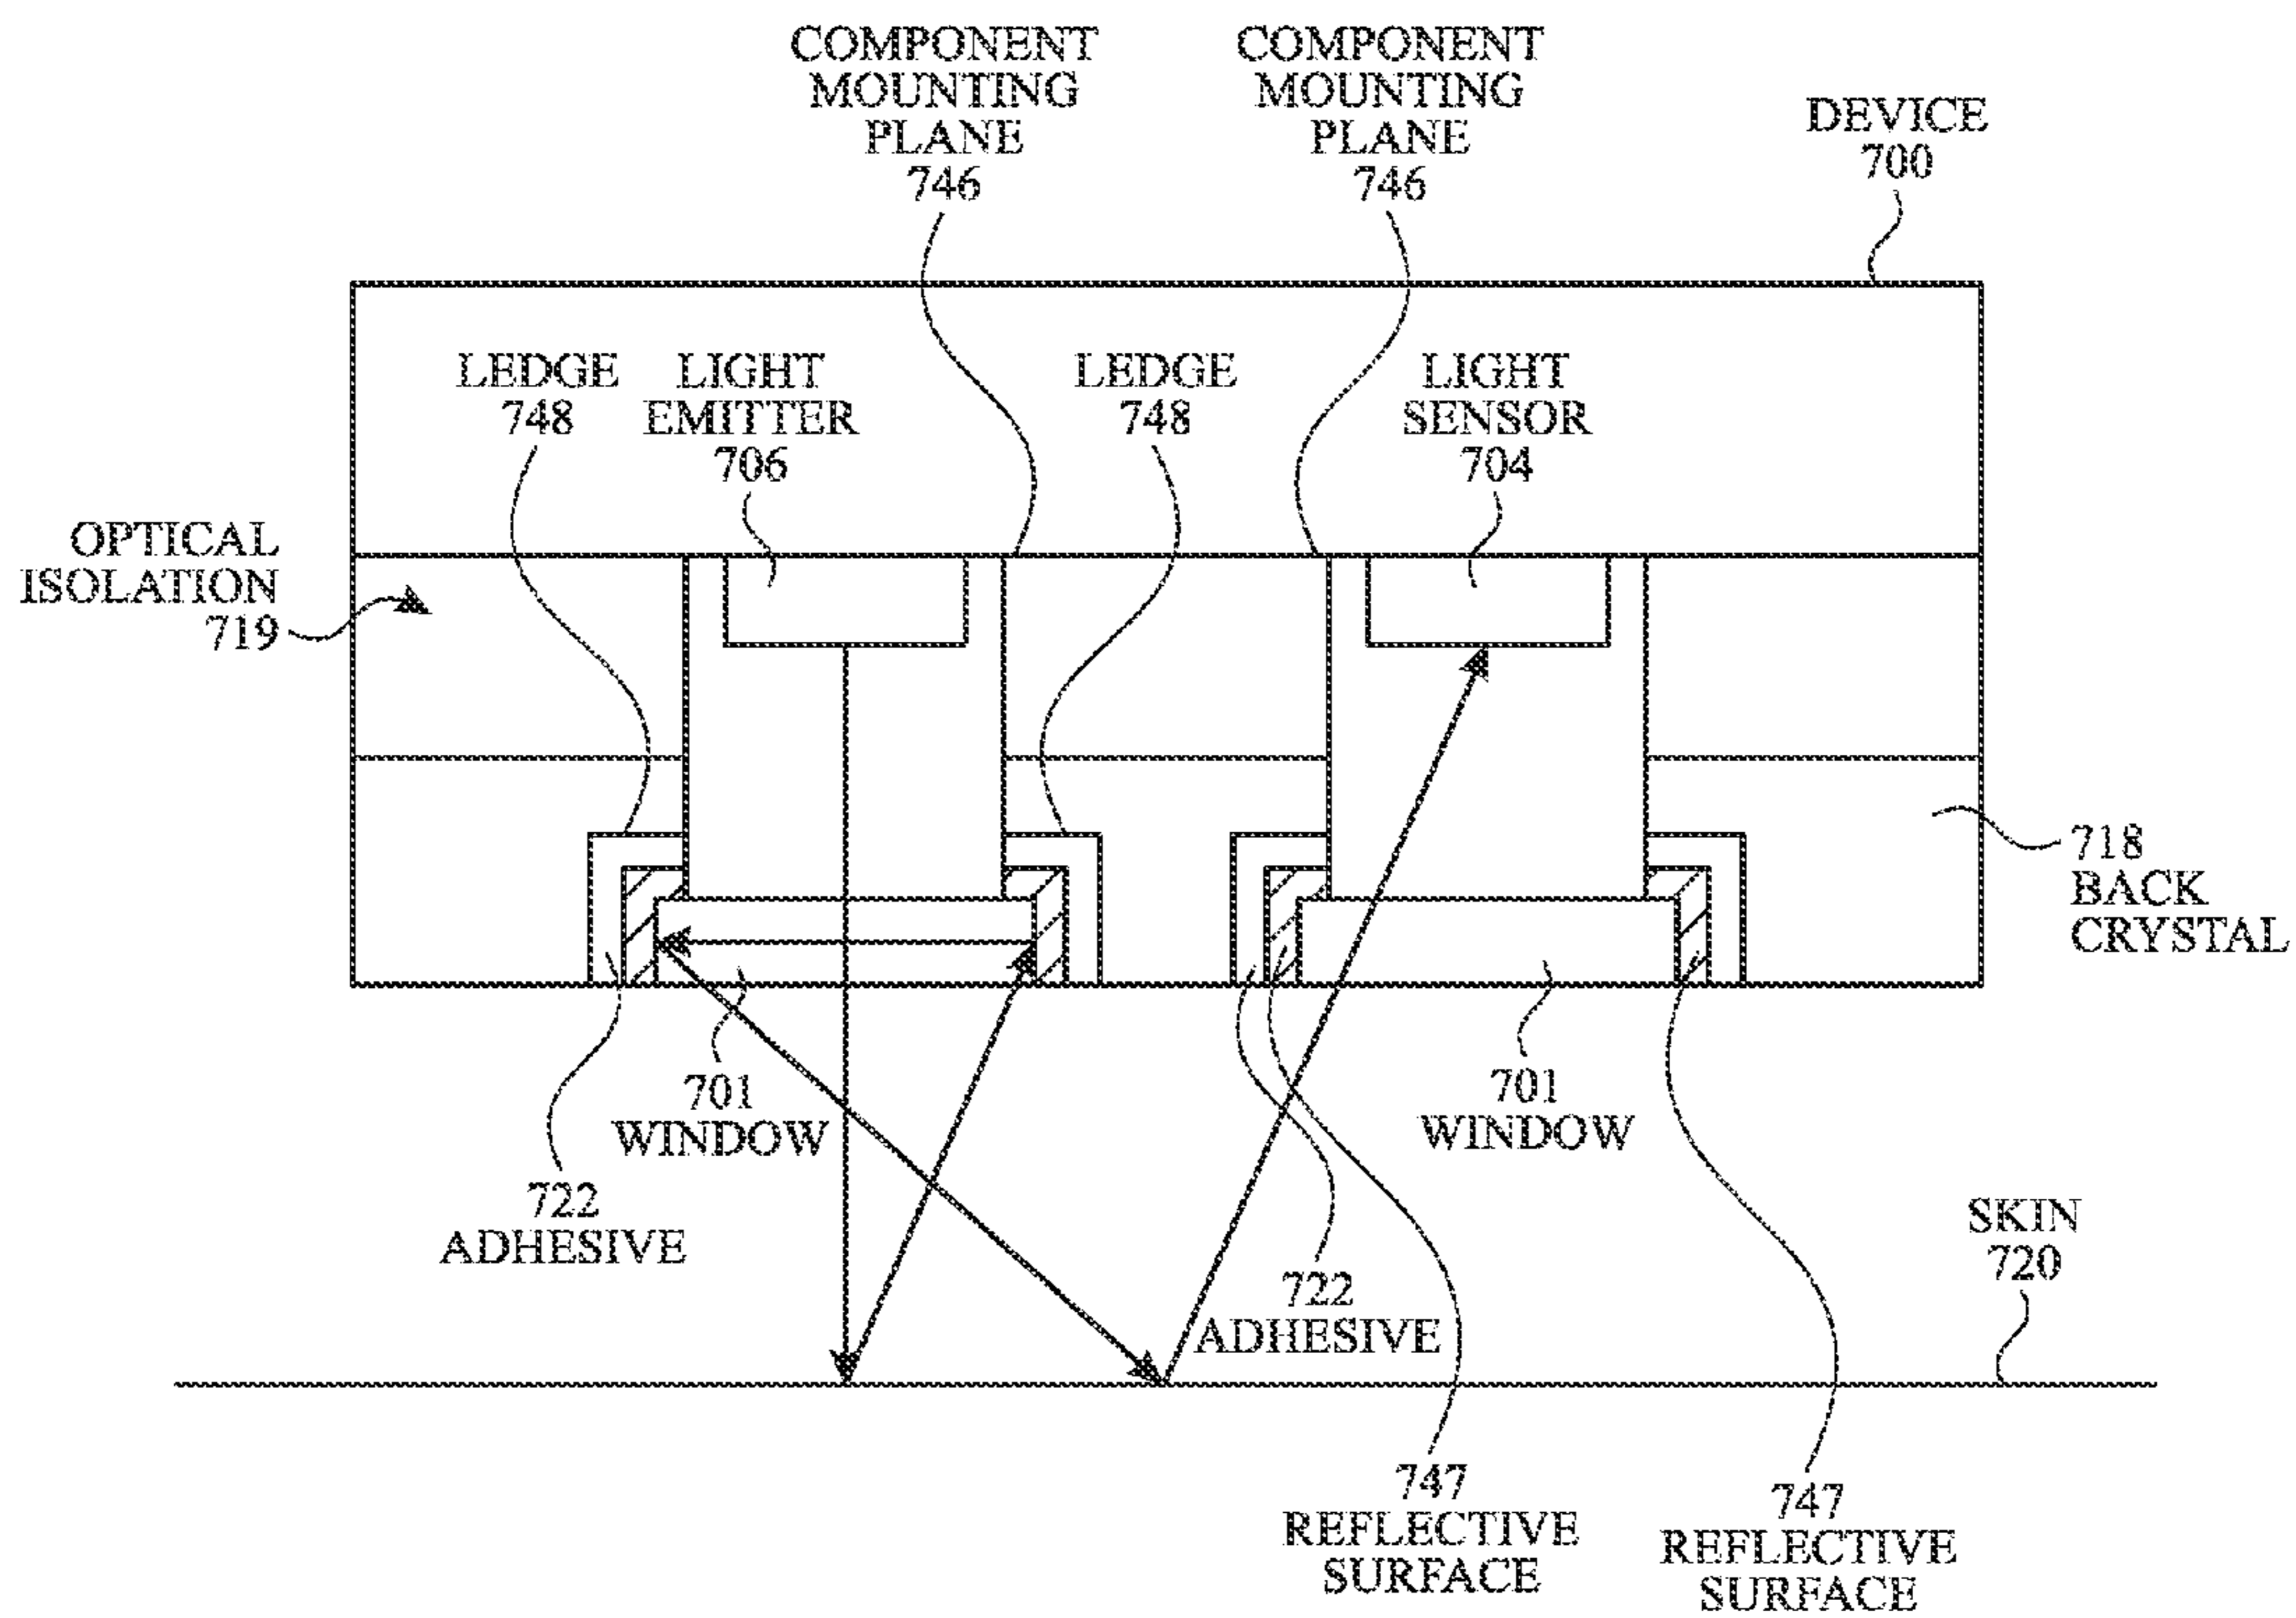 COMPONENT
MOUNTING
PLANE
746
COMPONENT
MOUNTING
PLANE
746
DEVICE
700
LEDGE
748
LIGHT
EMITTER
706
LEDGE
748
LIGHT
SENSOR
704
OPTICAL
ISOLATION
719
718
BACK
CRYSTAL
701
WINDOW
701
WINDOW
722
ADHESIVE
SKIN
720
722
ADHESIVE
747
REFLECTIVE
SURFACE
747
REFLECTIVE
SURFACE